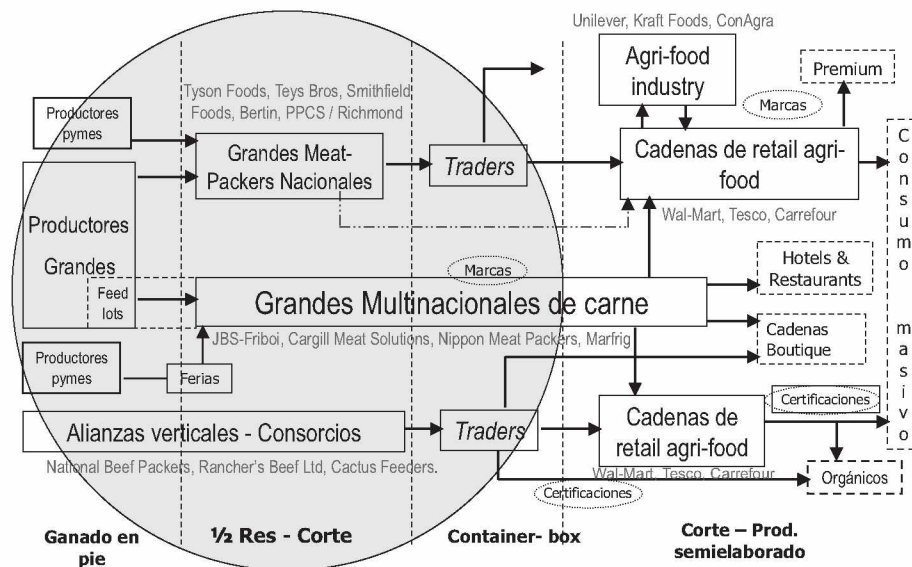 Unilever, Kraft Foods, ConAgra
Agri-food
industry
Premium
Marcas
Tyson Foods, Teys Bros, Smithfield
Foods, Bertin, PPCS / Richmond
Productores
pymes
Grandes Meat-
Packers Nacionales
Traders
Cadenas de retail agri-
food
Wal-Mart, Tesco, Carrefour
Consumo masivo
Productores
Grandes
Feed
lots
Marcas
Grandes Multinacionales de carne
JBS-Friboi, Cargill Meat Solutions, Nippon Meat Packers, Marfrig
Hotels &
Restaurants
Cadenas
Boutique
Productores
pymes
Ferias
Alianzas verticales - Consorcios
National Beef Packers, Rancher's Beef Ltd, Cactus Feeders.
Traders
Cadenas de
retail agri-food
Wal-Mart, Tesco, Carrefour
Certificaciones
Certificaciones
Orgánicos
Ganado en
pie
½ Res - Corte
Container- box
Corte – Prod.
semielaborado